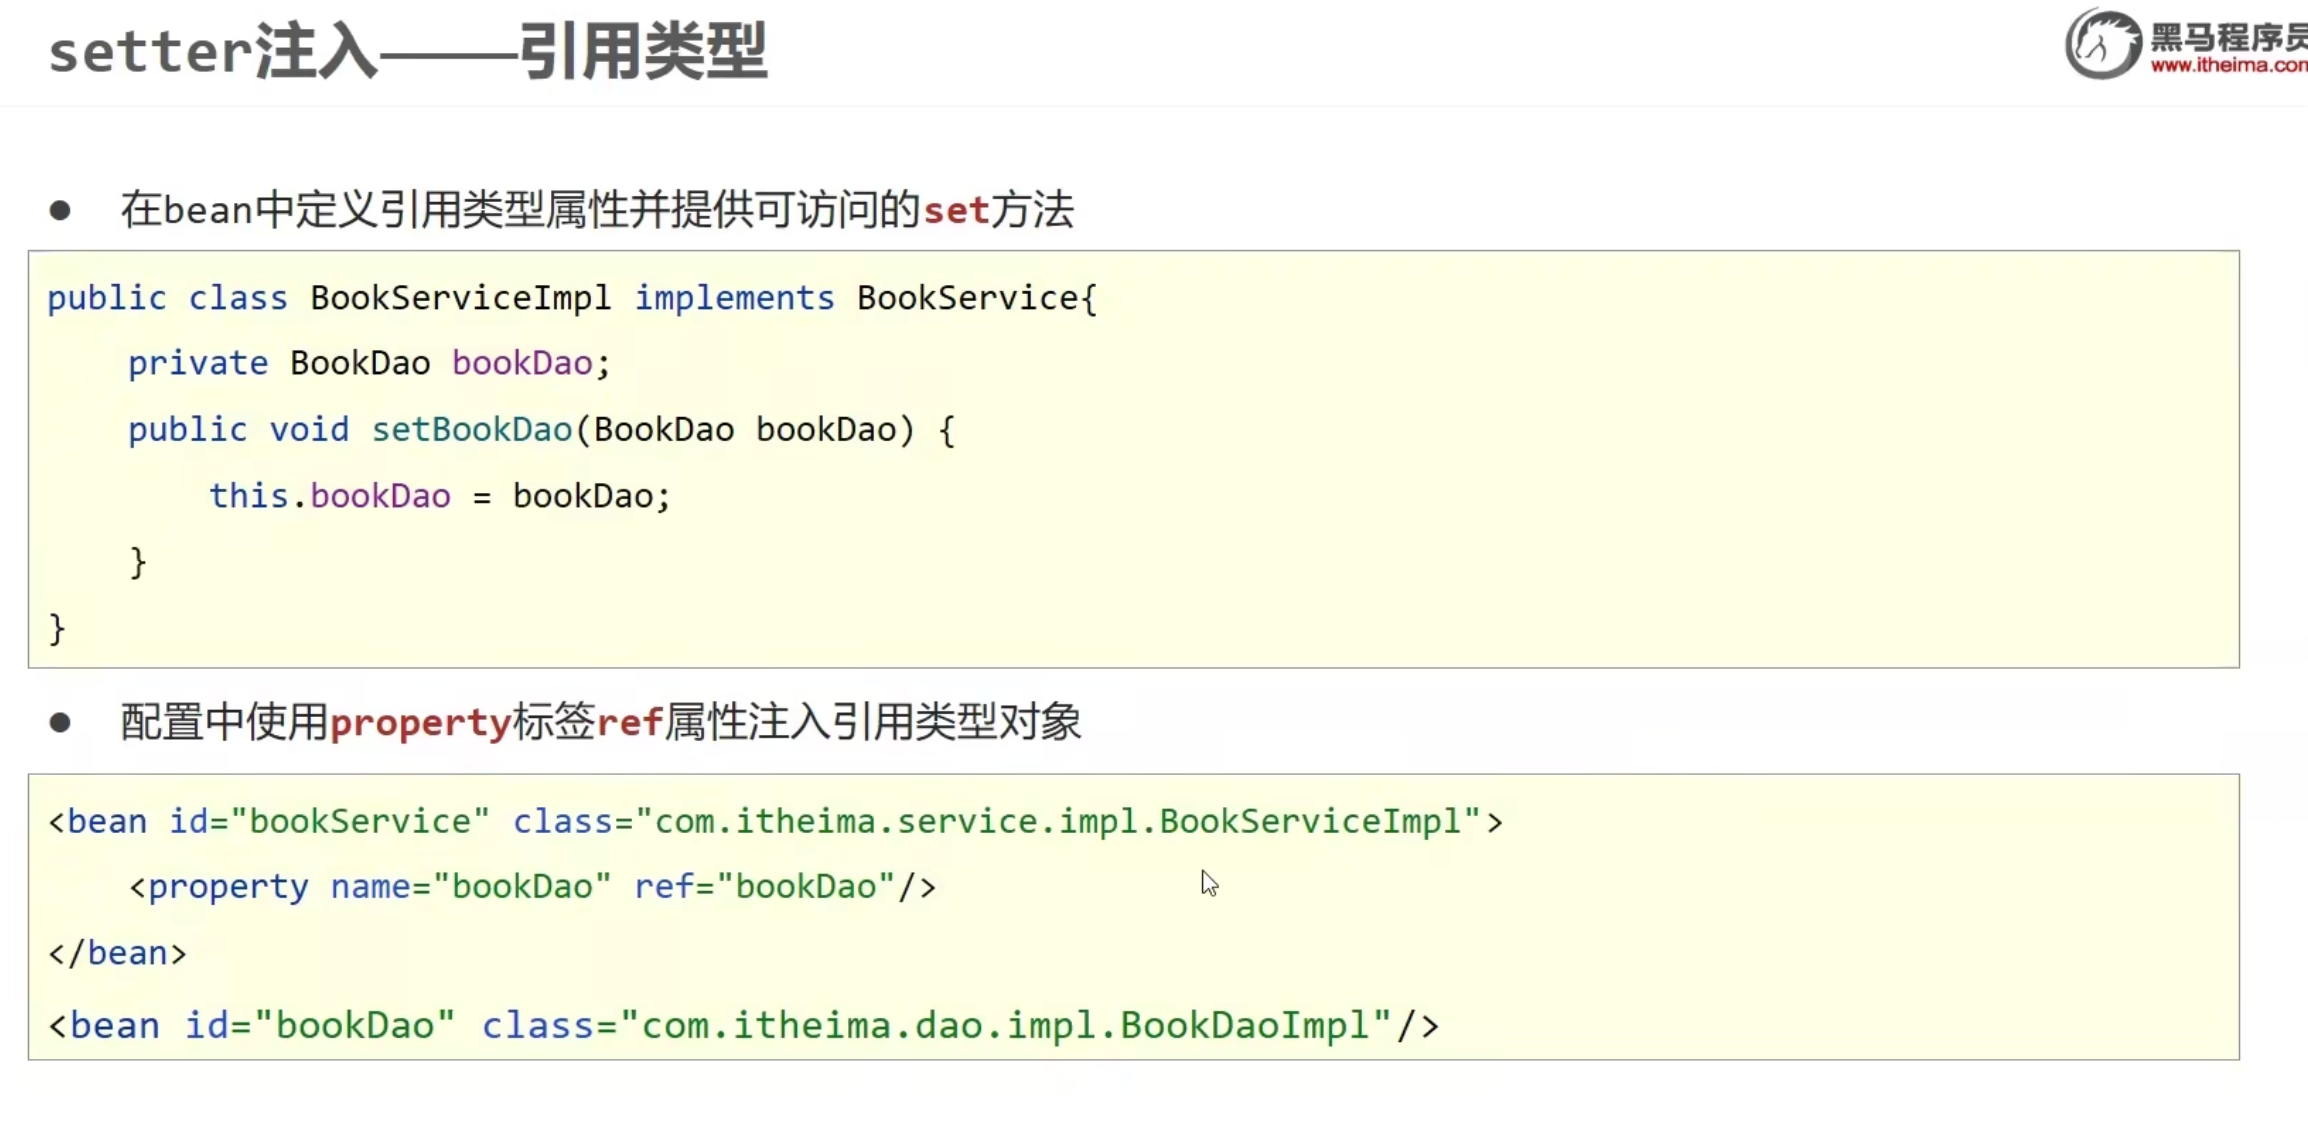 setter注入——引用类型
黑马程序员
www.itheima.com
● 在bean中定义引用类型属性并提供可访问的set方法
public class BookServiceImpl implements BookService{
    private BookDao bookDao;
    public void setBookDao(BookDao bookDao) {
        this.bookDao = bookDao;
    }
}
● 配置中使用property标签ref属性注入引用类型对象
<bean id="bookService" class="com.itheima.service.impl.BookServiceImpl">
    <property name="bookDao" ref="bookDao"/>
</bean>
<bean id="bookDao" class="com.itheima.dao.impl.BookDaoImpl"/>